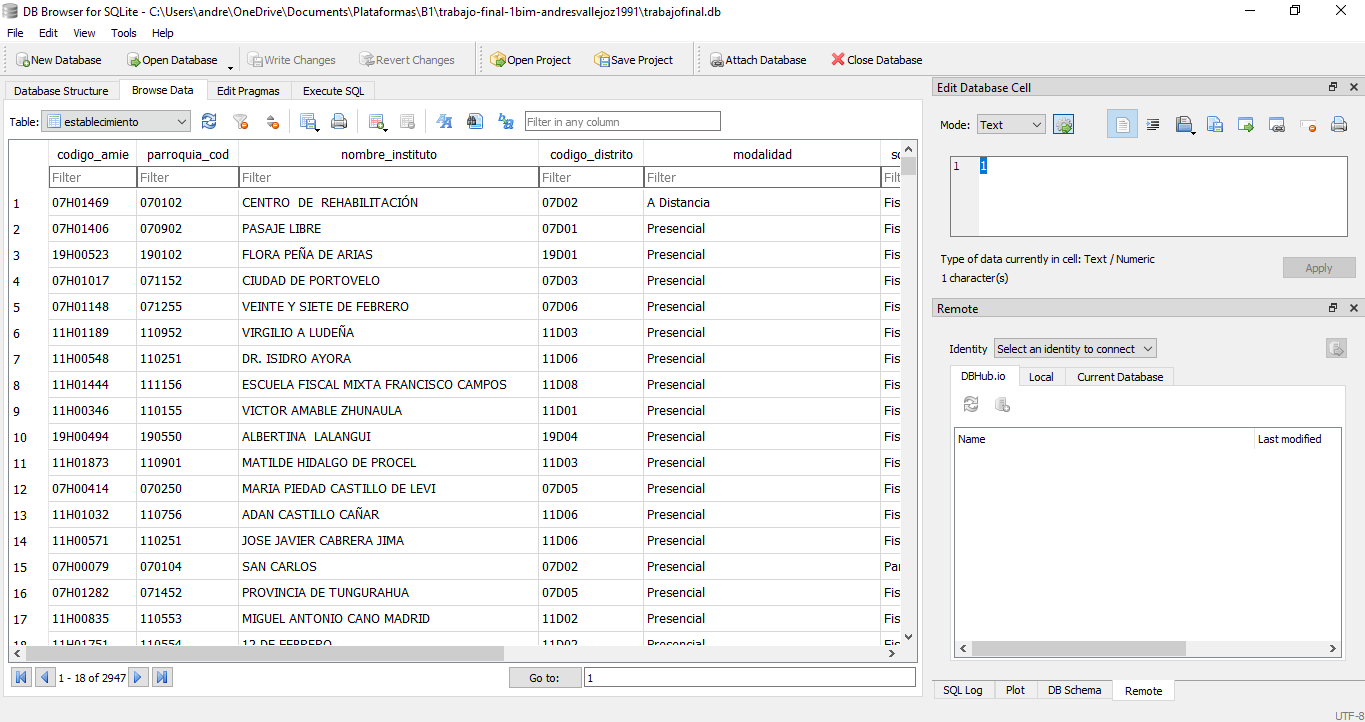 DB Browser for SQLite - C:\Users\andre\OneDrive\Documents\Plataformas\B1\trabajo-final-1bim-andresvallejoz1991\trabajofinal.db
File Edit View Tools Help
New Database Open Database Write Changes Revert Changes Open Project Save Project Attach Database Close Database
Database Structure Browse Data Edit Pragmas Execute SQL
Table: establecimiento Filter in any column
codigo_amie parroquia_cod nombre_instituto codigo_distrito modalidad
Filter Filter Filter Filter Filter Filt
1 07H01469 070102 CENTRO DE REHABILITACIÓN 07D02 A Distancia Fis
2 07H01406 070902 PASAJE LIBRE 07D01 Presencial Fis
3 19H00523 190102 FLORA PEÑA DE ARIAS 19D01 Presencial Fis
4 07H01017 071152 CIUDAD DE PORTOVELO 07D03 Presencial Fis
5 07H01148 071255 VEINTE Y SIETE DE FEBRERO 07D06 Presencial Fis
6 11H01189 110952 VIRGILIO A LUDEÑA 11D03 Presencial Fis
7 11H00548 110251 DR. ISIDRO AYORA 11D06 Presencial Fis
8 11H01444 111156 ESCUELA FISCAL MIXTA FRANCISCO CAMPOS 11D08 Presencial Fis
9 11H00346 110155 VICTOR AMABLE ZHUNAULA 11D01 Presencial Fis
10 19H00494 190550 ALBERTINA LALANGUI 19D04 Presencial Fis
11 11H01873 110901 MATILDE HIDALGO DE PROCEL 11D03 Presencial Fis
12 07H00414 070250 MARIA PIEDAD CASTILLO DE LEVI 07D05 Presencial Fis
13 11H01032 110756 ADAN CASTILLO CAÑAR 11D06 Presencial Fis
14 11H00571 110251 JOSE JAVIER CABRERA JIMA 11D06 Presencial Fis
15 07H00079 070104 SAN CARLOS 07D02 Presencial Pa
16 07H01282 071452 PROVINCIA DE TUNGURAHUA 07D05 Presencial Fis
17 11H00835 110553 MIGUEL ANTONIO CANO MADRID 11D02 Presencial Fis
18 11H01751 110554 12 DE FEBRERO 11D02 Presencial Fis
1 - 18 of 2947 Go to: 1
Edit Database Cell
Mode: Text
1 1
Type of data currently in cell: Text / Numeric
1 character(s) Apply
Remote
Identity Select an identity to connect
DBHub.io Local Current Database
Name Last modified
SQL Log Plot DB Schema Remote
UTF-8